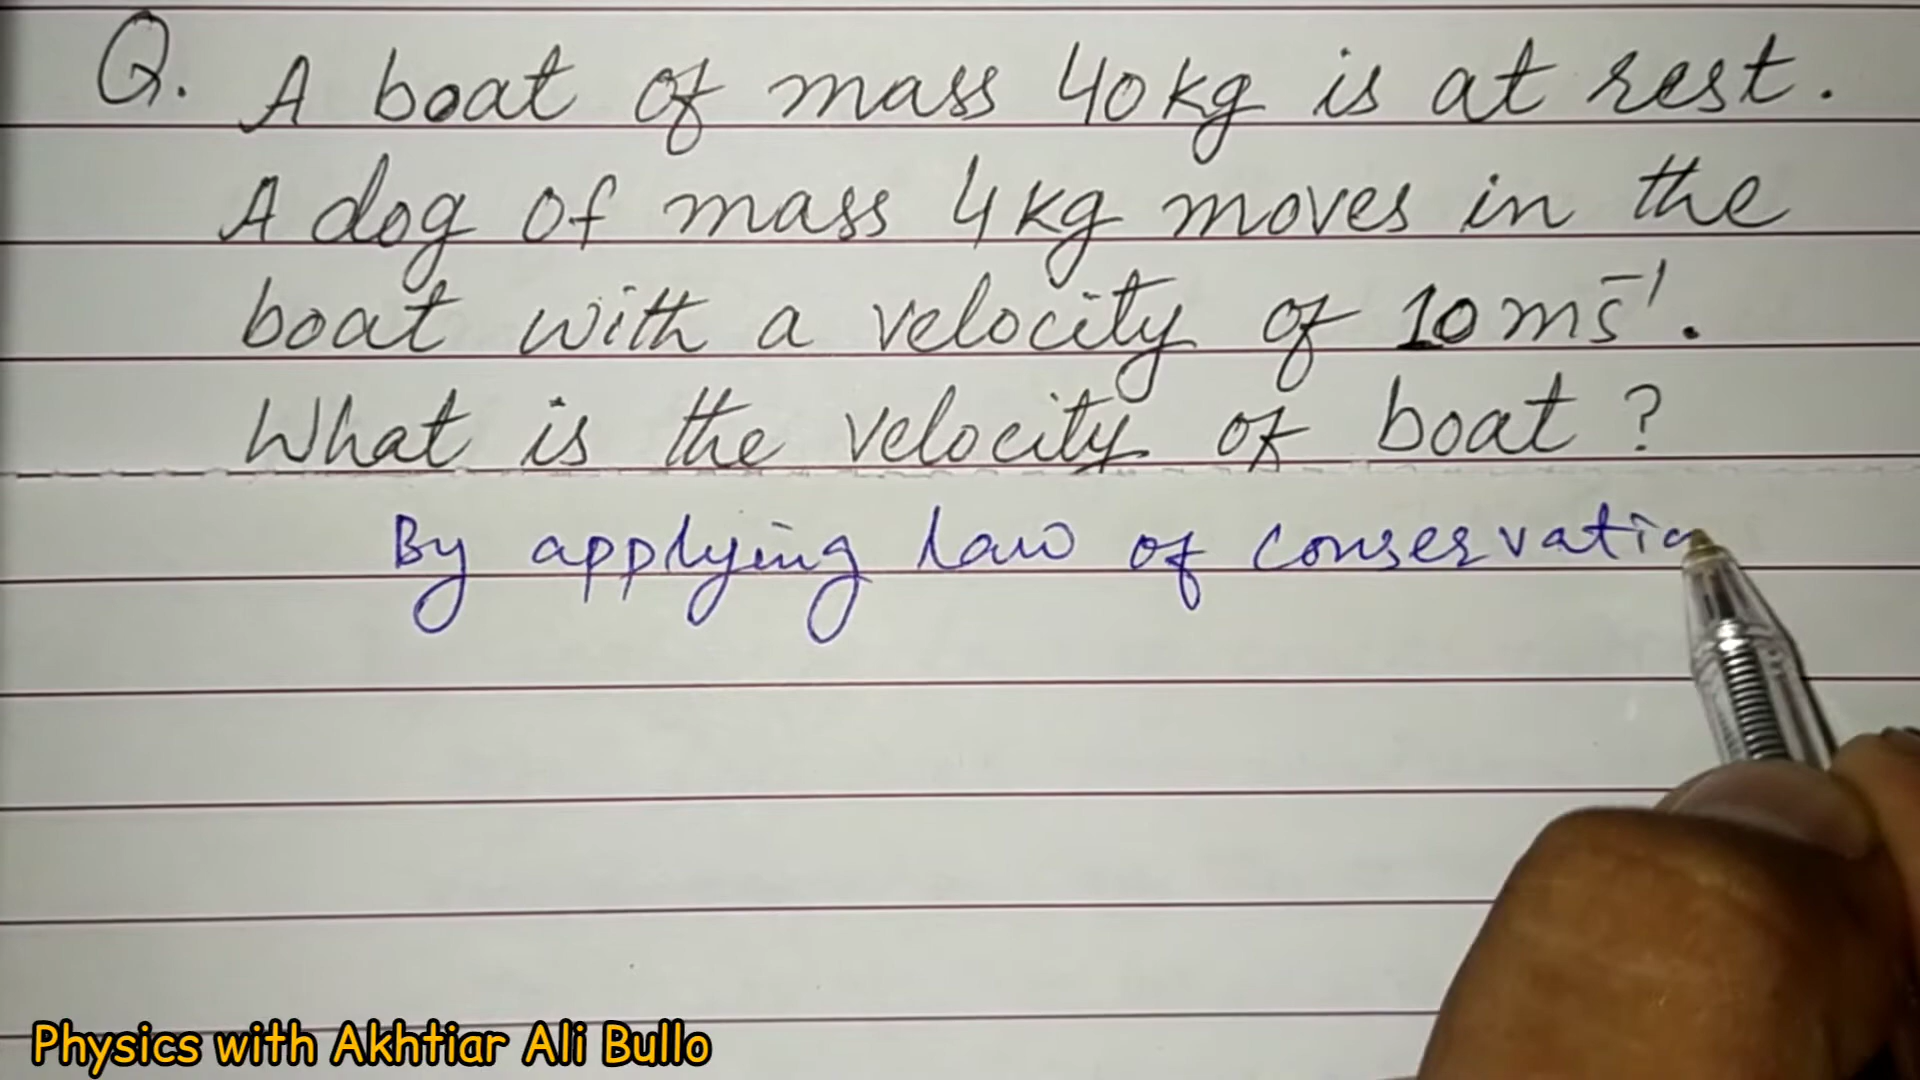 Q. A boat of mass 40kg is at rest.
A dog of mass 4kg moves in the
boat with a velocity of 10ms⁻¹.
What is the velocity of boat?
By applying law of conservatio
Physics with Akhtiar Ali Bullo